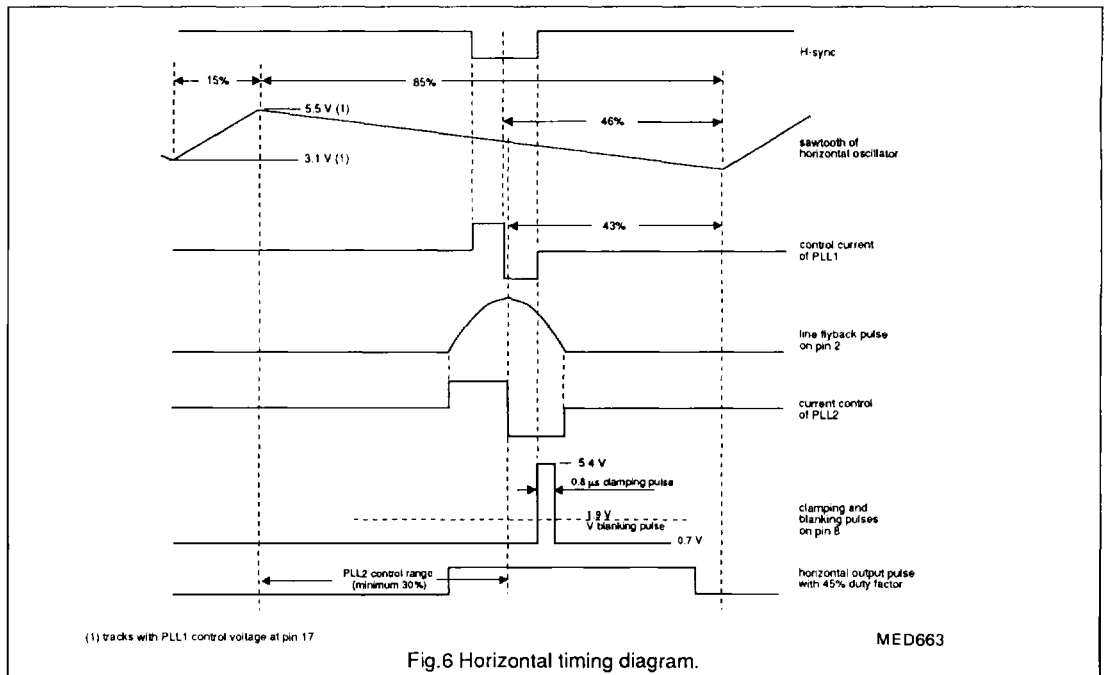 H-sync
15%
85%
5.5 V (1)
46%
sawtooth of
horizontal oscillator
3.1 V (1)
43%
control current
of PLL1
line flyback pulse
on pin 2
current control
of PLL2
5.4 V
0.8 µs clamping pulse
clamping and
blanking pulses
on pin 8
1.9 V
V blanking pulse
0.7 V
PLL2 control range
(minimum 30%)
horizontal output pulse
with 45% duty factor
(1) tracks with PLL1 control voltage at pin 17
MED663
Fig.6 Horizontal timing diagram.